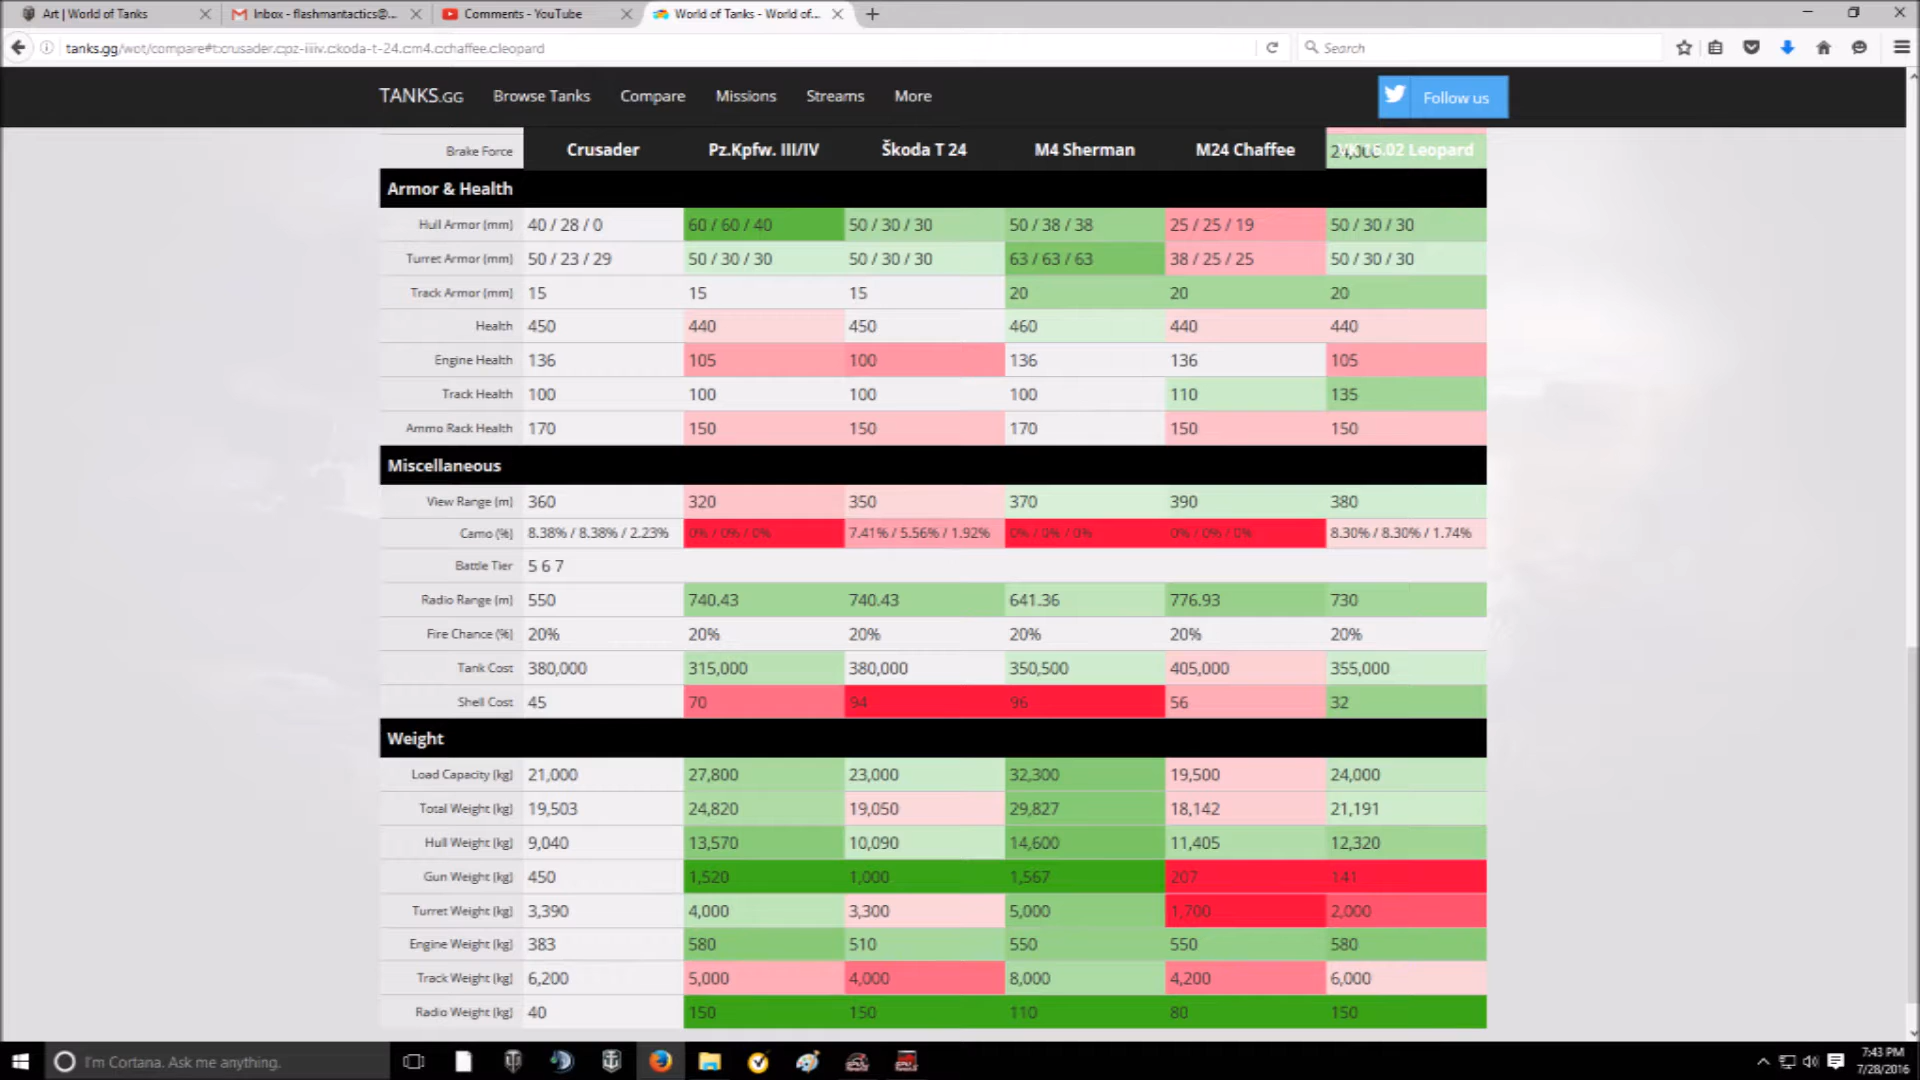 Art | World of Tanks
Inbox - flashmantactics@...
Comments - YouTube
World of Tanks - World of...
tanks.gg/wot/compare#t:crusader.c:pz-iiiiv.c:skoda-t-24.c:m4.c:chaffee.c:leopard
Search
TANKS.GG Browse Tanks Compare Missions Streams More Follow us
Brake Force Crusader Pz.Kpfw. III/IV Škoda T 24 M4 Sherman M24 Chaffee Leopard
Armor & Health
Hull Armor (mm) 40 / 28 / 0 60 / 60 / 40 50 / 30 / 30 50 / 38 / 38 25 / 25 / 19 50 / 30 / 30
Turret Armor (mm) 50 / 23 / 29 50 / 30 / 30 50 / 30 / 30 63 / 63 / 63 38 / 25 / 25 50 / 30 / 30
Track Armor (mm) 15 15 15 20 20 20
Health 450 440 450 460 440 440
Engine Health 136 105 100 136 136 105
Track Health 100 100 100 100 110 135
Ammo Rack Health 170 150 150 170 150 150
Miscellaneous
View Range (m) 360 320 350 370 390 380
Camo (%) 8.38% / 8.38% / 2.23% 0% / 0% / 0% 7.41% / 5.56% / 1.92% 0% / 0% / 0% 0% / 0% / 0% 8.30% / 8.30% / 1.74%
Battle Tier 5 6 7
Radio Range (m) 550 740.43 740.43 641.36 776.93 730
Fire Chance (%) 20% 20% 20% 20% 20% 20%
Tank Cost 380,000 315,000 380,000 350,500 405,000 355,000
Shell Cost 45 70 94 96 56 32
Weight
Load Capacity (kg) 21,000 27,800 23,000 32,300 19,500 24,000
Total Weight (kg) 19,503 24,820 19,050 29,827 18,142 21,191
Hull Weight (kg) 9,040 13,570 10,090 14,600 11,405 12,320
Gun Weight (kg) 450 1,520 1,000 1,567 207 141
Turret Weight (kg) 3,390 4,000 3,300 5,000 1,700 2,000
Engine Weight (kg) 383 580 510 550 550 580
Track Weight (kg) 6,200 5,000 4,000 8,000 4,200 6,000
Radio Weight (kg) 40 150 150 110 80 150
I'm Cortana. Ask me anything.
7:43 PM
7/28/2016